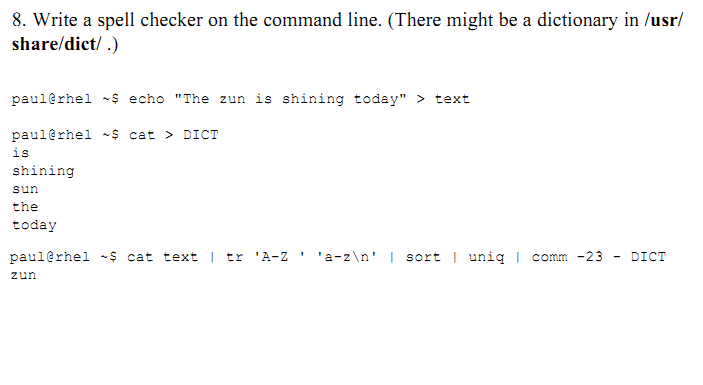 8. Write a spell checker on the command line. (There might be a dictionary in /usr/
share/dict/ .)
paul@rhel ~$ echo "The zun is shining today" > text
paul@rhel ~$ cat > DICT
is
shining
sun
the
today
paul@rhel ~$ cat text | tr 'A-Z ' 'a-z\n' | sort | uniq | comm -23 - DICT
zun